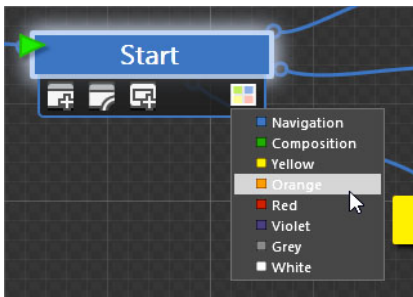 Start
Navigation
Composition
Yellow
Orange
Red
Violet
Grey
White